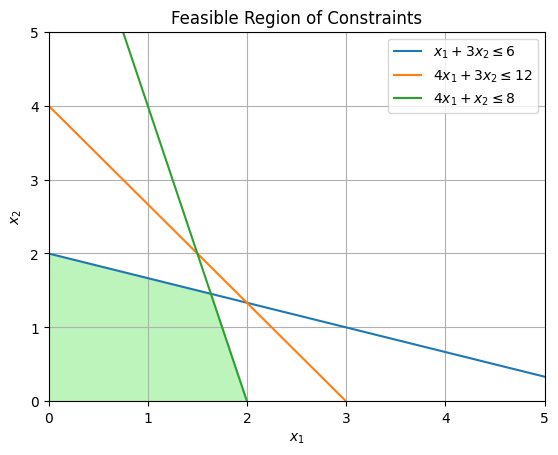 Feasible Region of Constraints
x₁ + 3x₂ ≤ 6
4x₁ + 3x₂ ≤ 12
4x₁ + x₂ ≤ 8
5
4
3
2
1
0
x₂
0 1 2 3 4 5
x₁